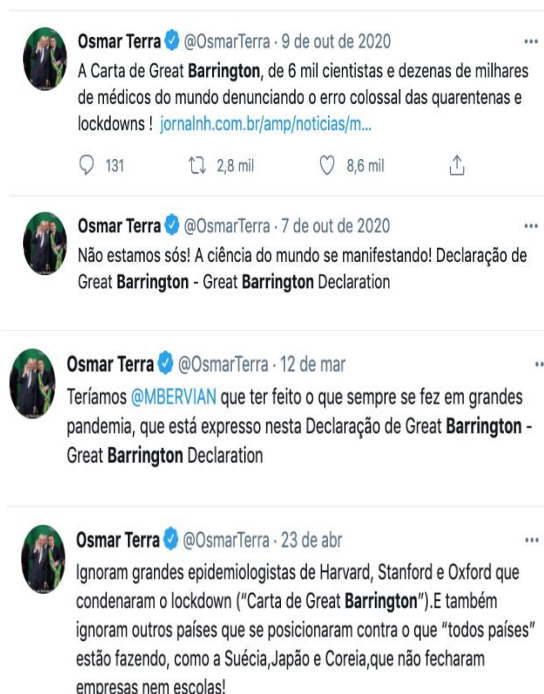 Osmar Terra @OsmarTerra · 9 de out de 2020
A Carta de Great Barrington, de 6 mil cientistas e dezenas de milhares
de médicos do mundo denunciando o erro colossal das quarentenas e
lockdowns ! jornalnh.com.br/amp/noticias/m...
131 2,8 mil 8,6 mil
Osmar Terra @OsmarTerra · 7 de out de 2020
Não estamos sós! A ciência do mundo se manifestando! Declaração de
Great Barrington - Great Barrington Declaration
Osmar Terra @OsmarTerra · 12 de mar
Teríamos @MBERVIAN que ter feito o que sempre se fez em grandes
pandemia, que está expresso nesta Declaração de Great Barrington -
Great Barrington Declaration
Osmar Terra @OsmarTerra · 23 de abr
Ignoram grandes epidemiologistas de Harvard, Stanford e Oxford que
condenaram o lockdown (“Carta de Great Barrington”).E também
ignoram outros países que se posicionaram contra o que “todos países”
estão fazendo, como a Suécia,Japão e Coreia,que não fecharam
empresas nem escolas!